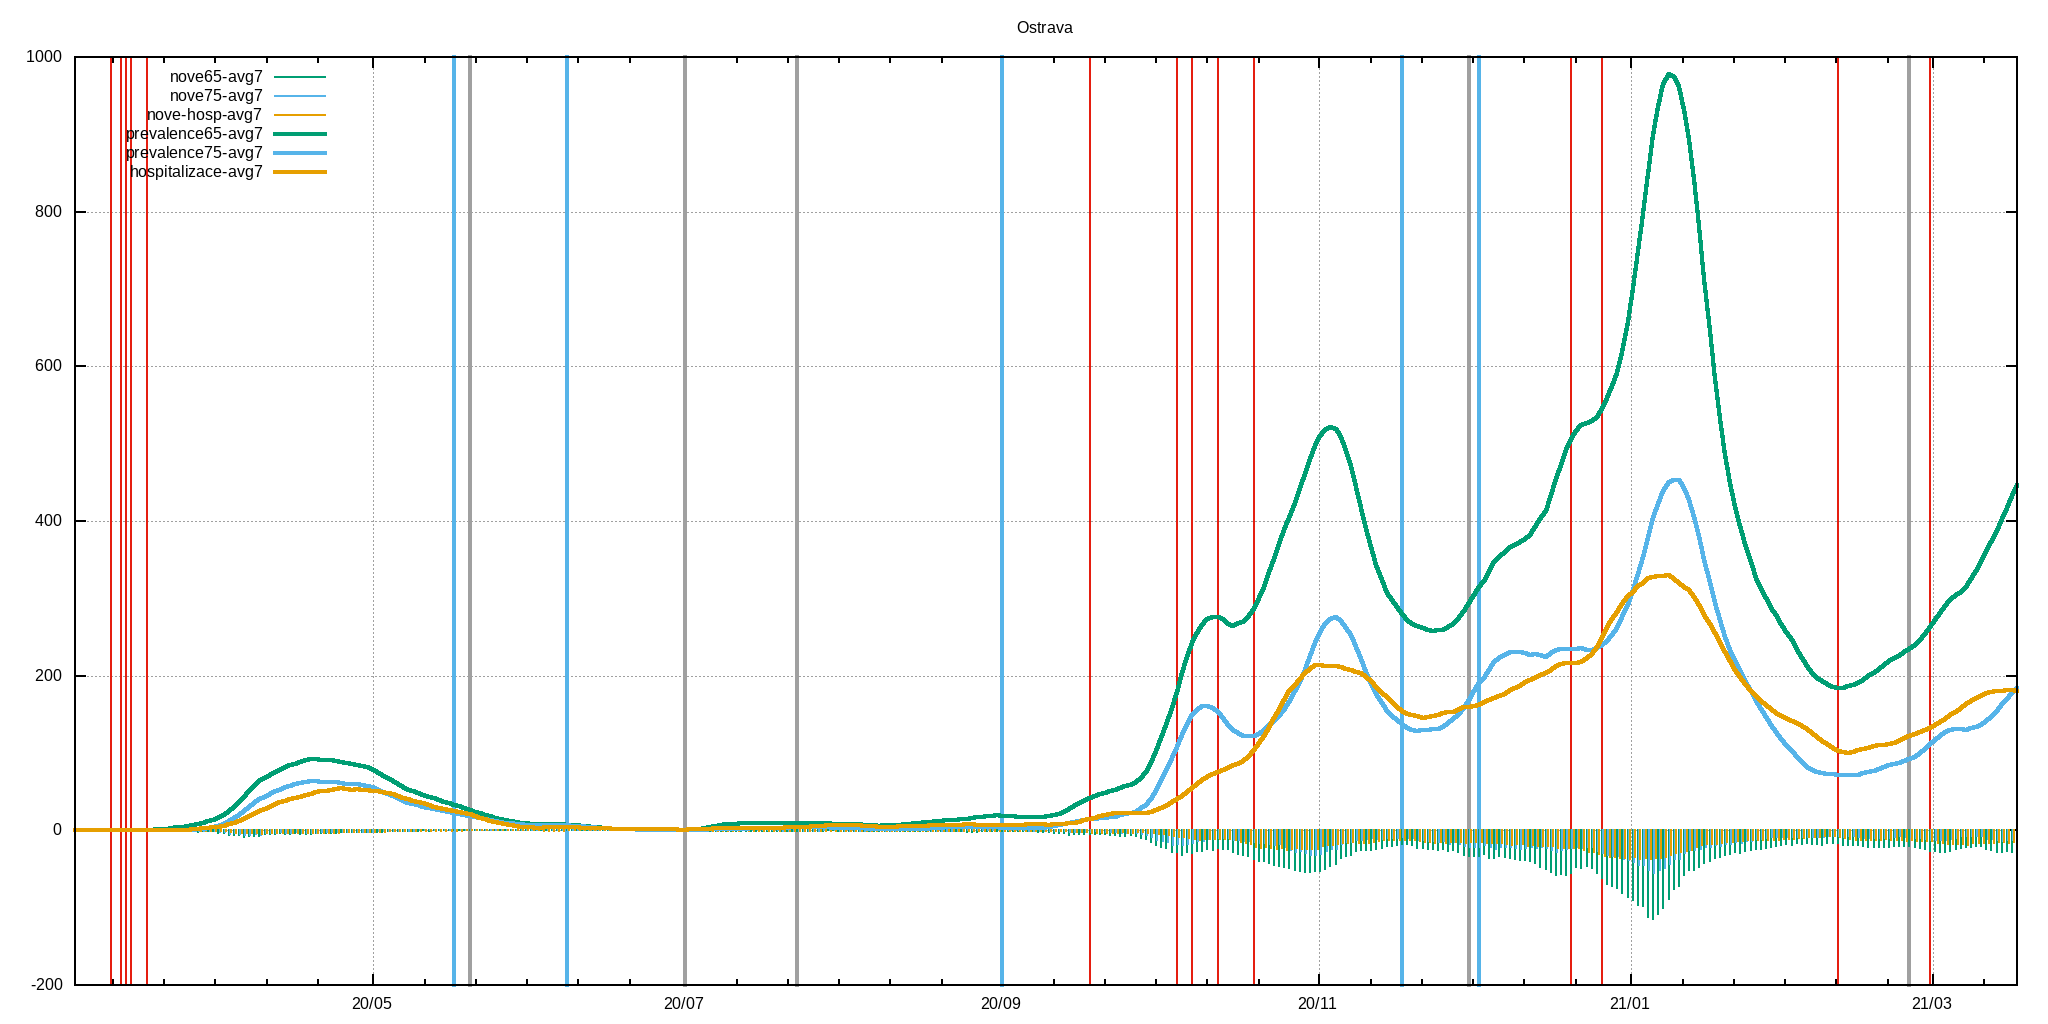 Ostrava
1000
nove65-avg7
nove75-avg7
nove-hosp-avg7
prevalence65-avg7
prevalence75-avg7
hospitalizace-avg7
800
600
400
200
0
-200
20/05 20/07 20/09 20/11 21/01 21/03